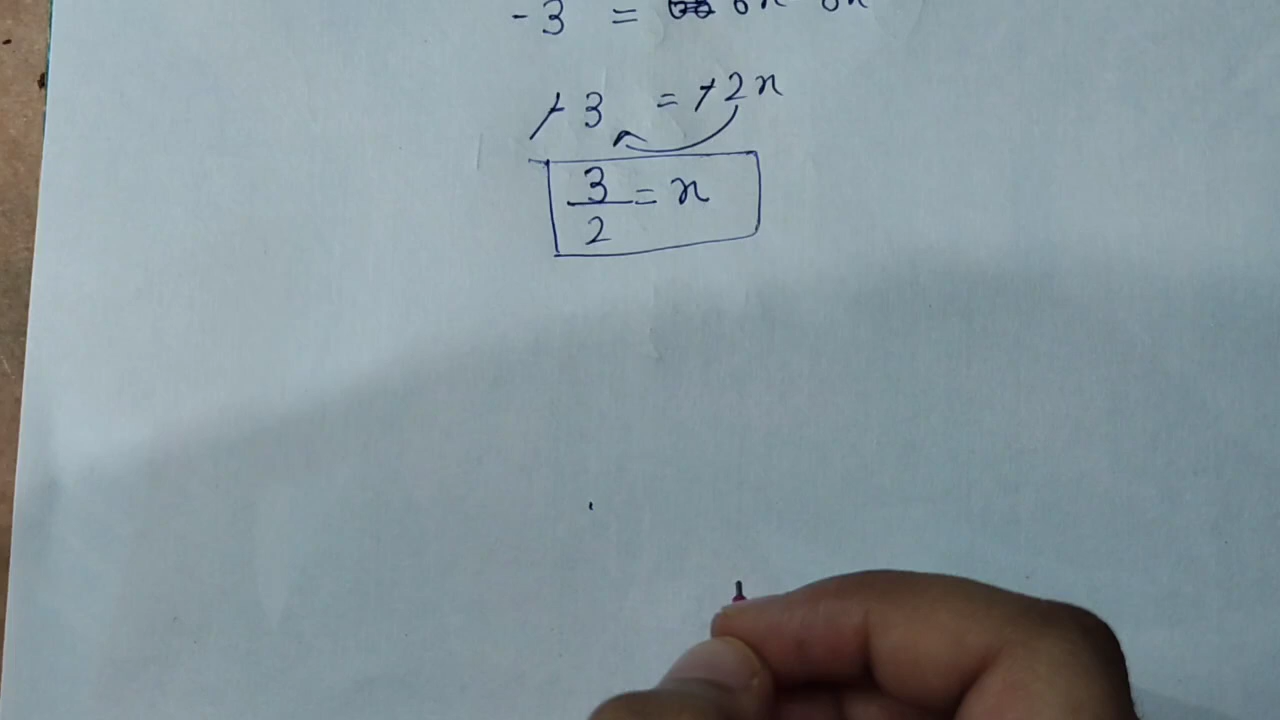 -3 =
-3 = -2x
3/2 = x